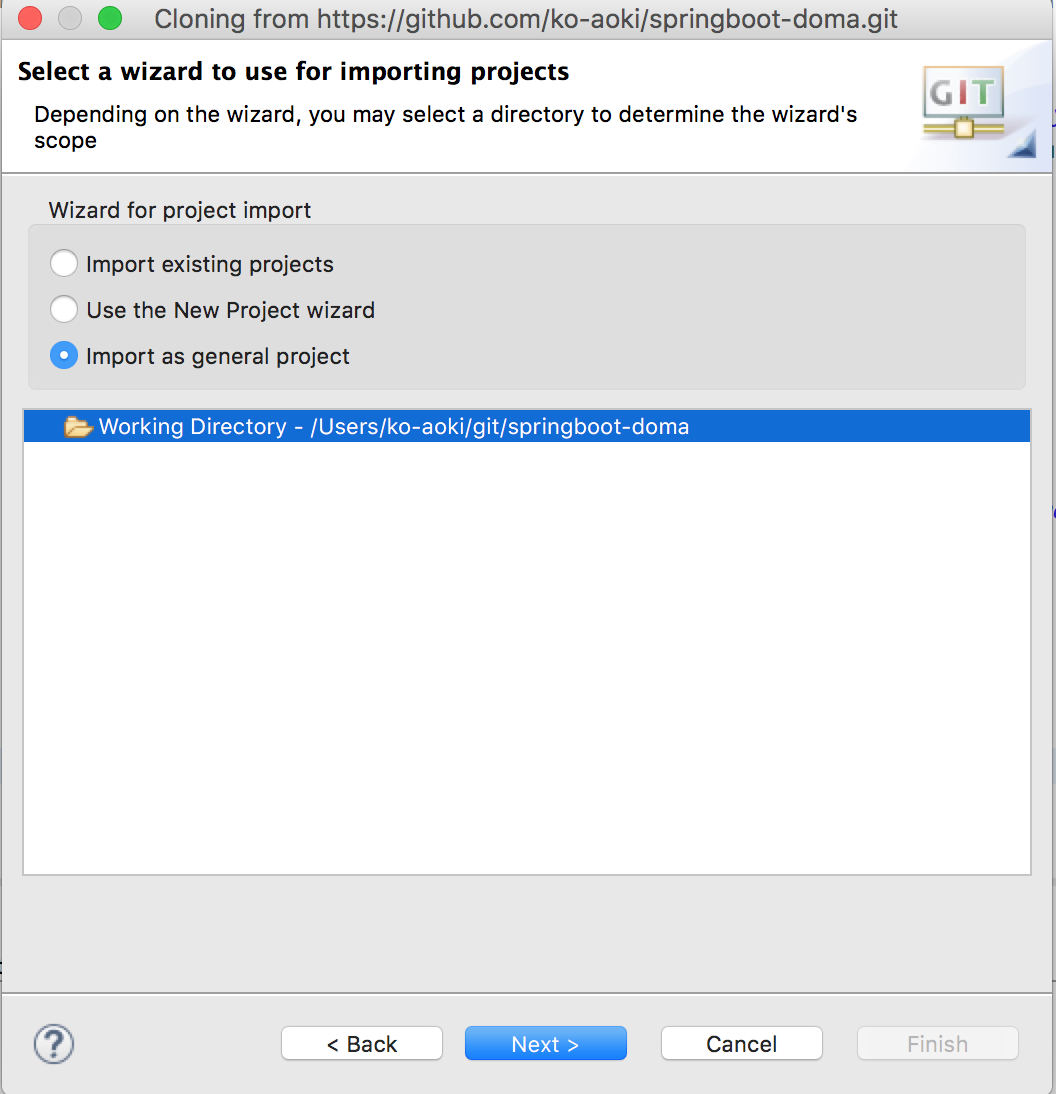 Cloning from https://github.com/ko-aoki/springboot-doma.git
Select a wizard to use for importing projects
Depending on the wizard, you may select a directory to determine the wizard's
scope
GIT
Wizard for project import
Import existing projects
Use the New Project wizard
Import as general project
Working Directory - /Users/ko-aoki/git/springboot-doma
?
< Back
Next >
Cancel
Finish